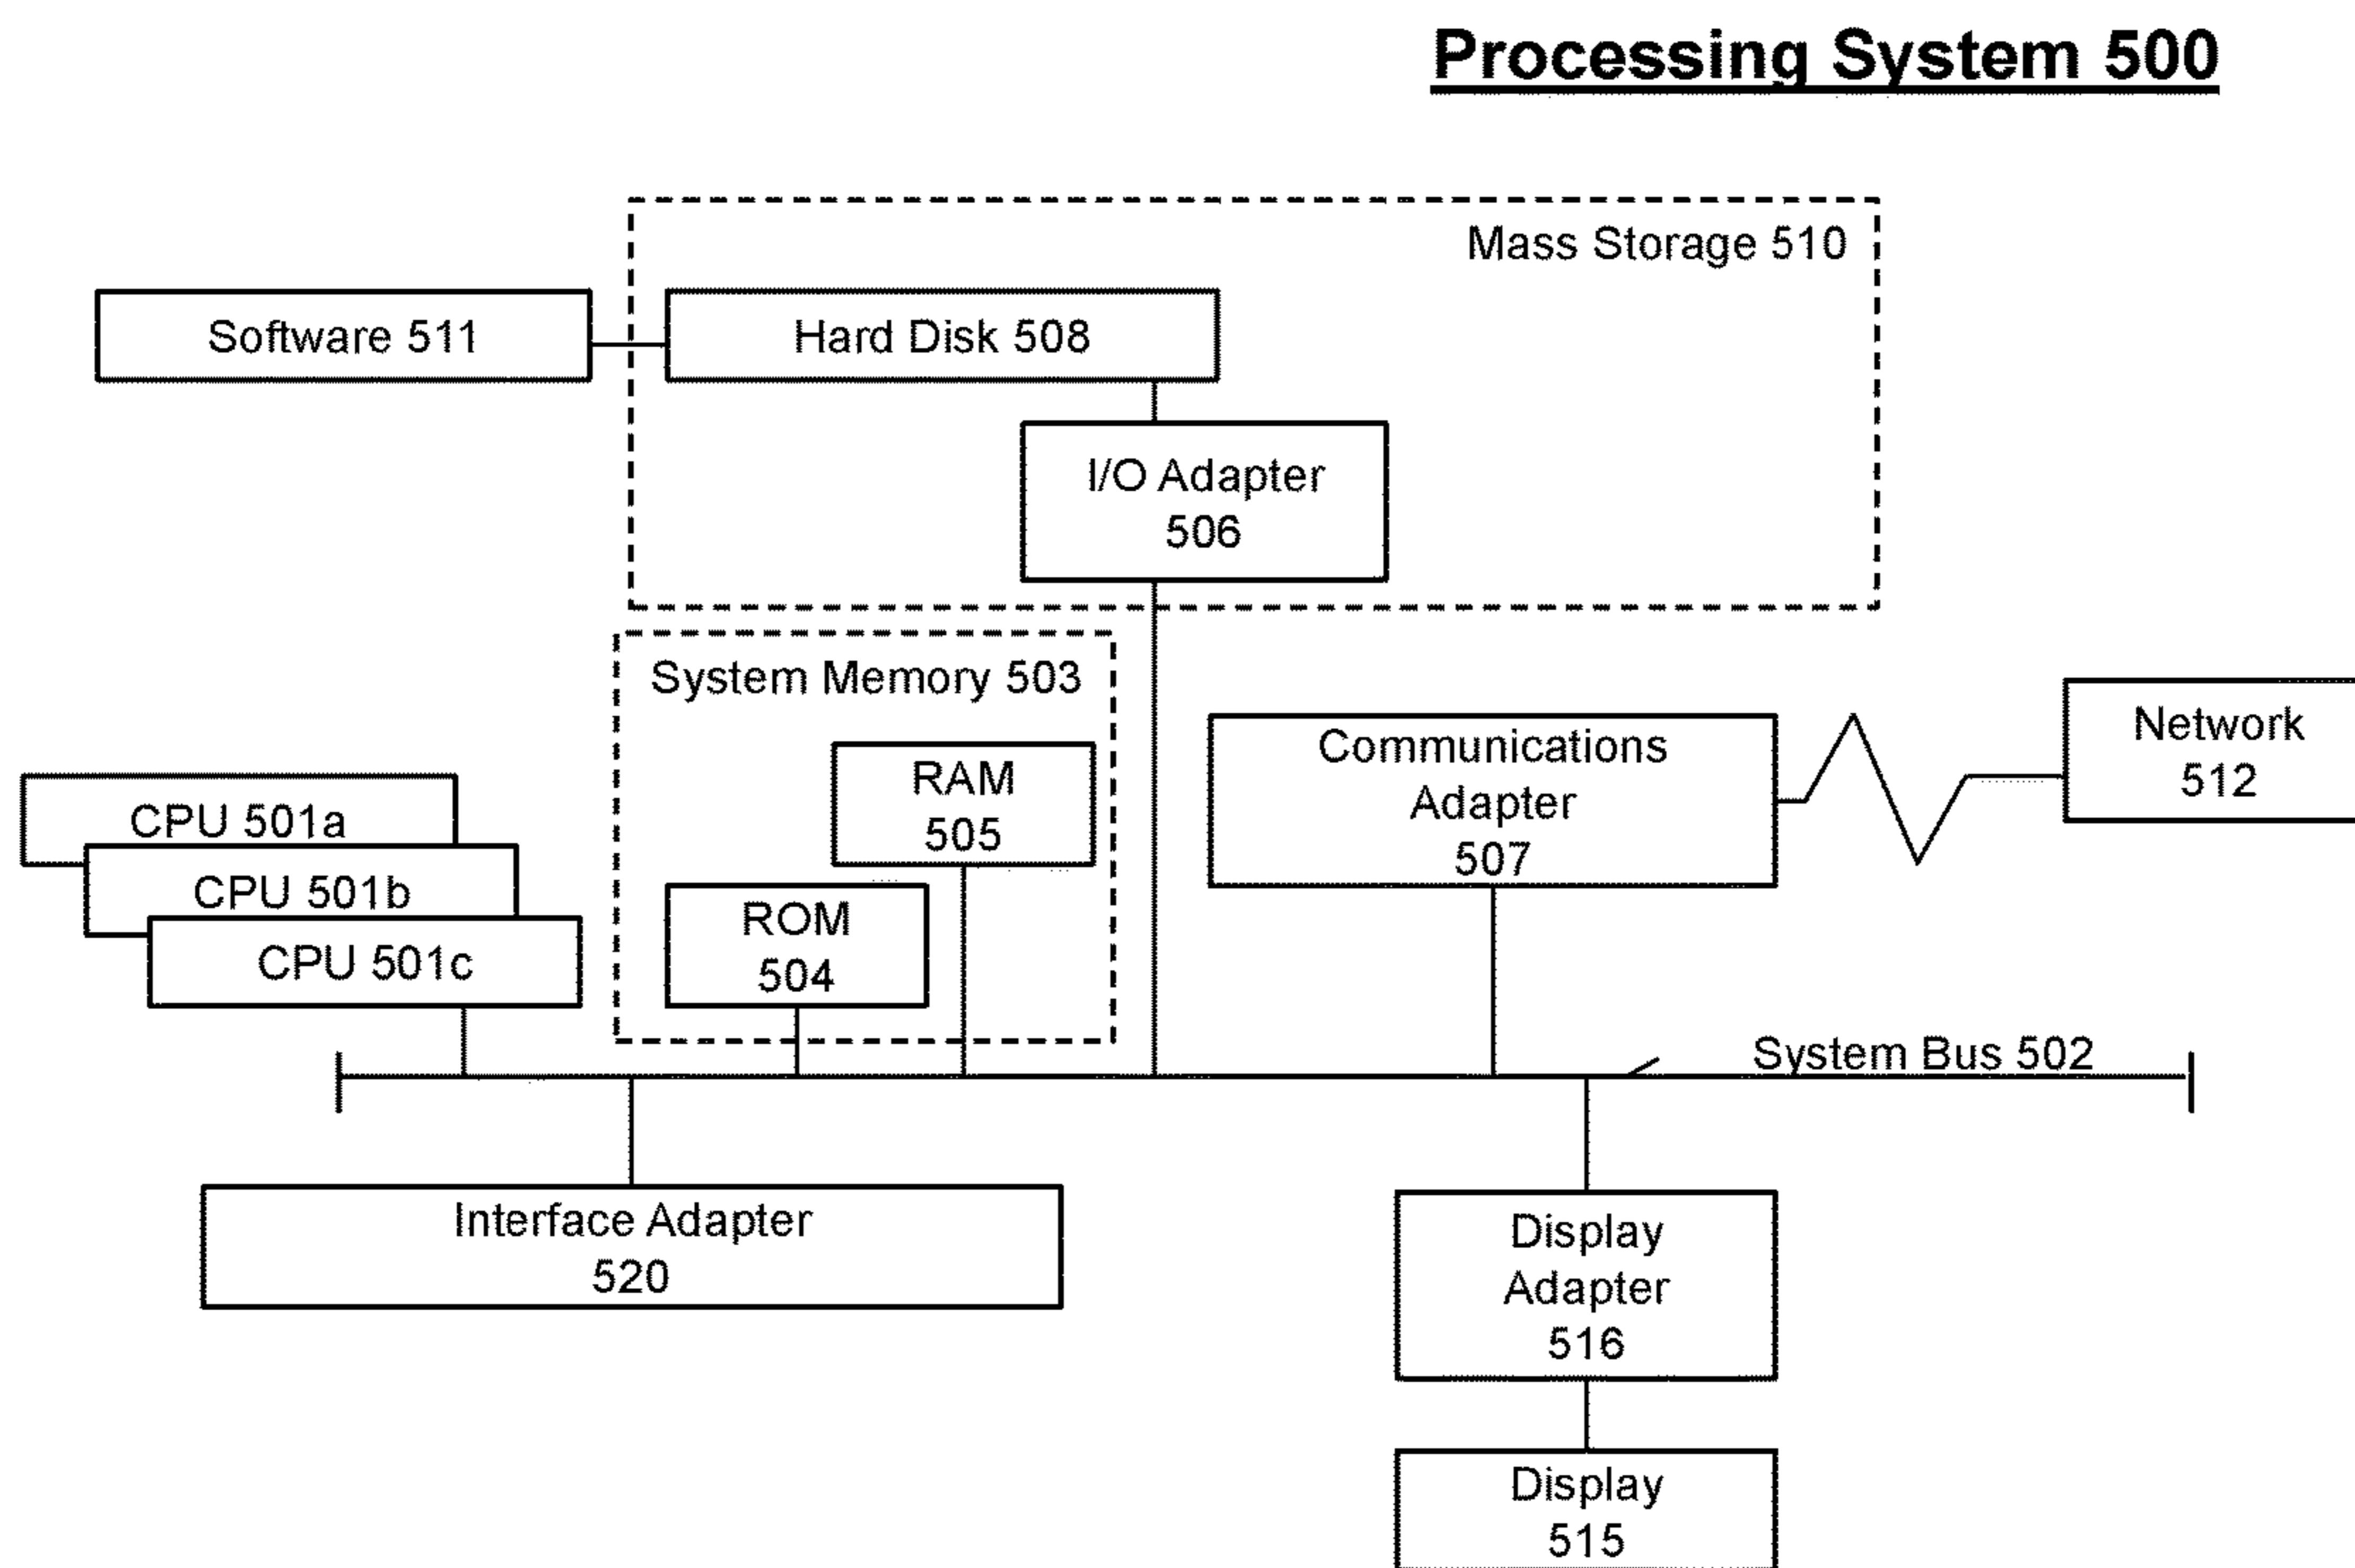 Processing System 500
Mass Storage 510
Software 511
Hard Disk 508
I/O Adapter
506
System Memory 503
RAM
505
ROM
504
Communications
Adapter
507
Network
512
CPU 501a
CPU 501b
CPU 501c
System Bus 502
Interface Adapter
520
Display
Adapter
516
Display
515